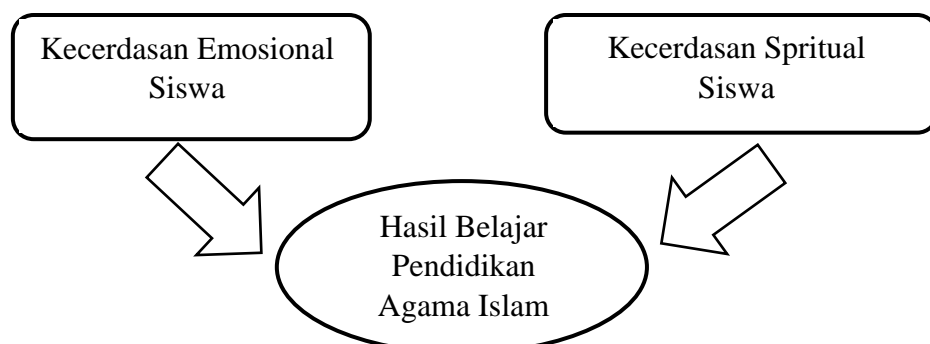 Kecerdasan Emosional
Siswa
Kecerdasan Spritual
Siswa
Hasil Belajar
Pendidikan
Agama Islam